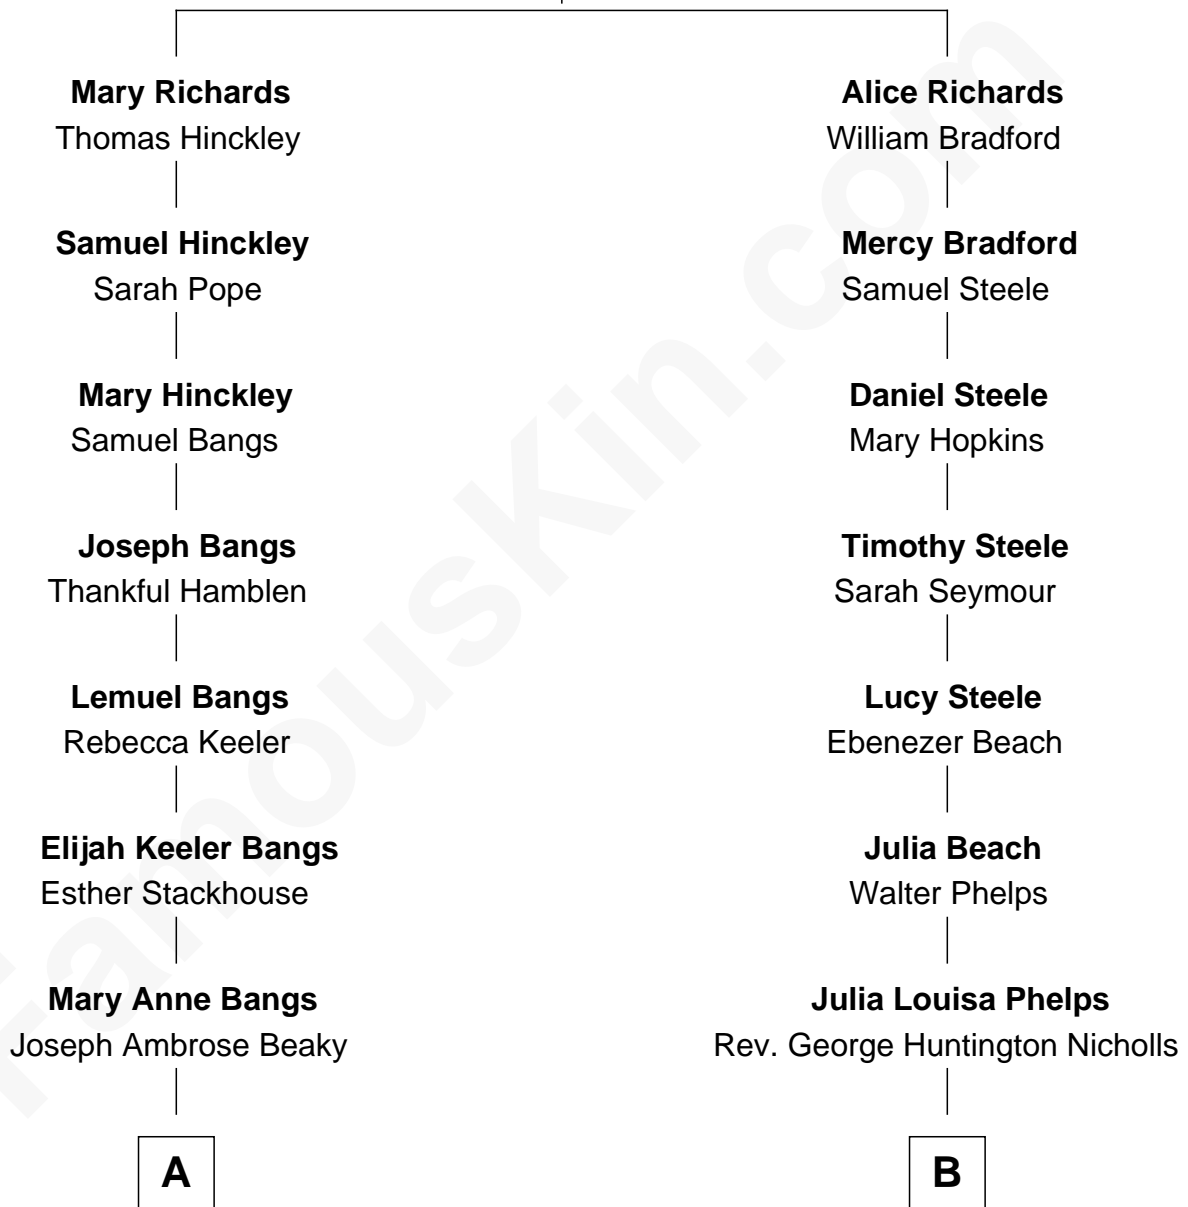 Mary Richards
Thomas Hinckley
Alice Richards
William Bradford
Samuel Hinckley
Sarah Pope
Mercy Bradford
Samuel Steele
Mary Hinckley
Samuel Bangs
Daniel Steele
Mary Hopkins
Joseph Bangs
Thankful Hamblen
Timothy Steele
Sarah Seymour
Lemuel Bangs
Rebecca Keeler
Lucy Steele
Ebenezer Beach
Elijah Keeler Bangs
Esther Stackhouse
Julia Beach
Walter Phelps
Mary Anne Bangs
Joseph Ambrose Beaky
Julia Louisa Phelps
Rev. George Huntington Nicholls
A
B
FamousKin.com